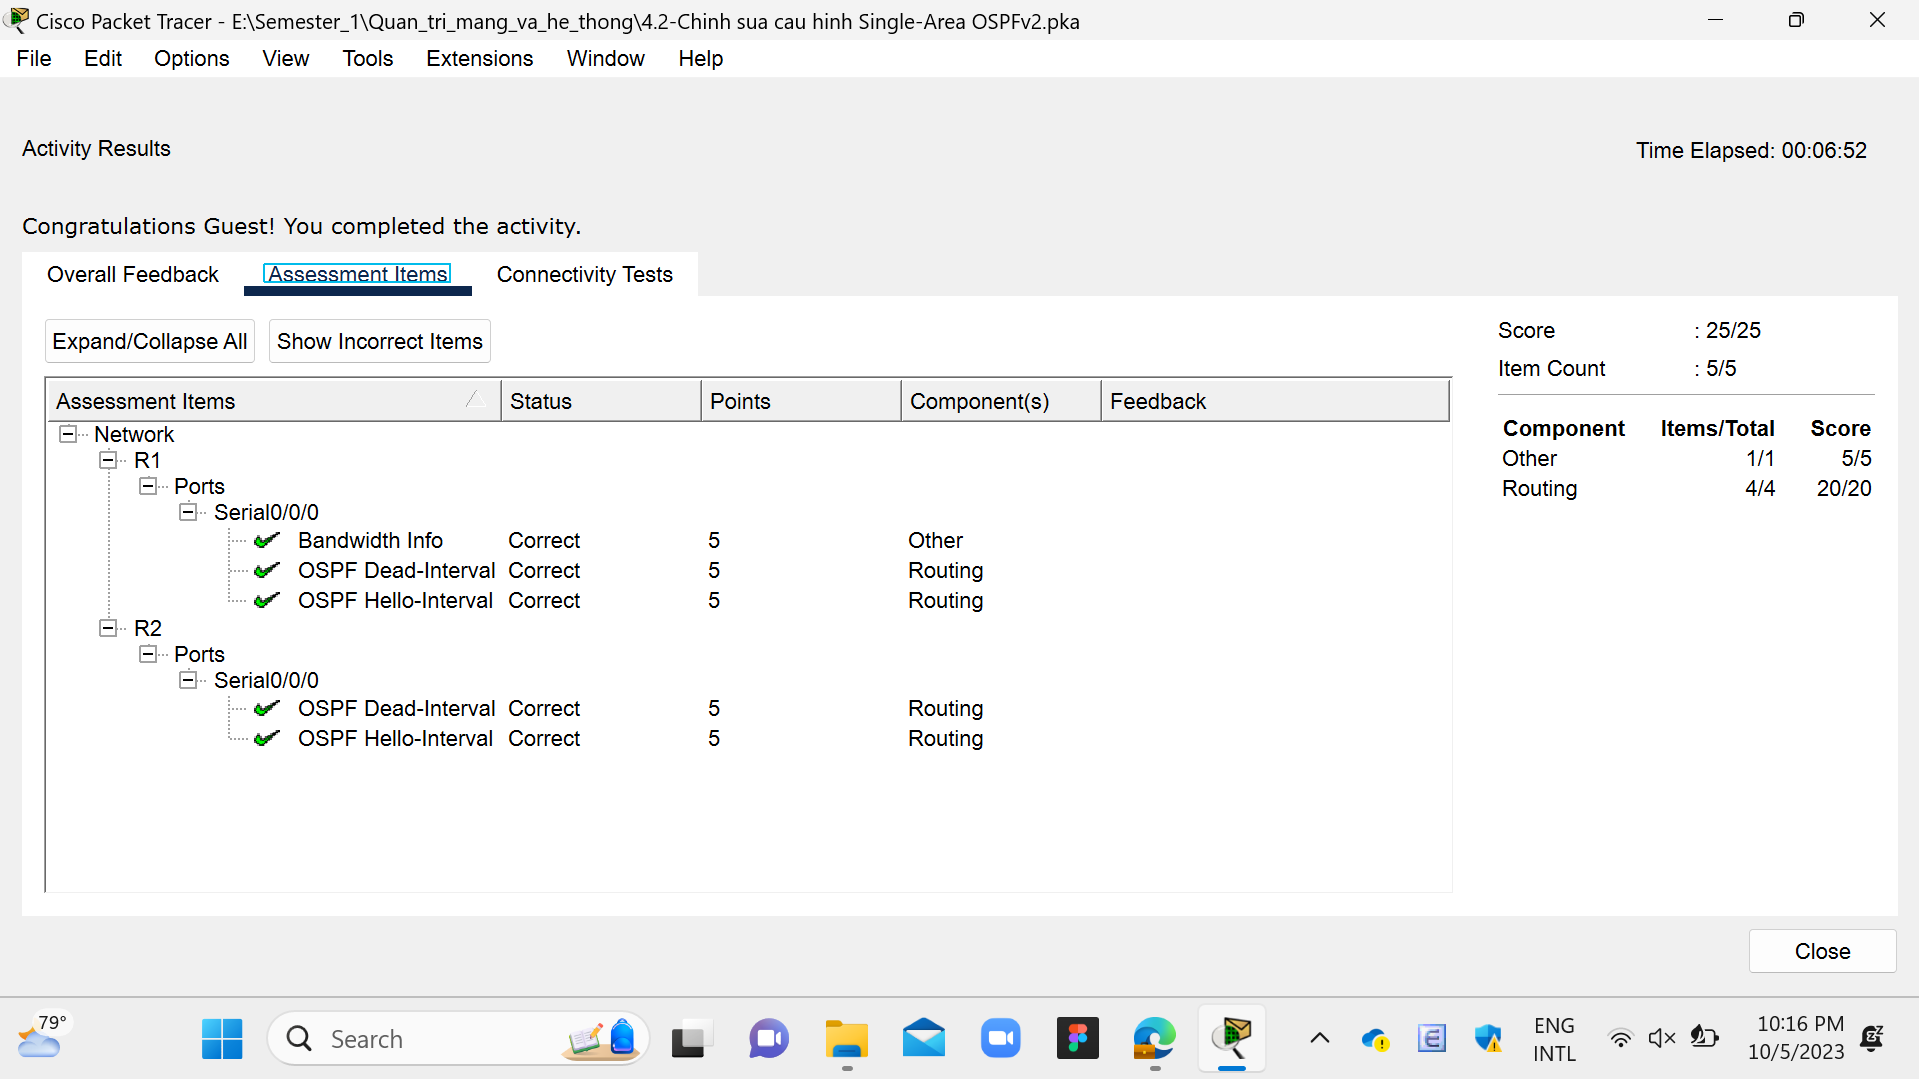 Cisco Packet Tracer - E:\Semester_1\Quan_tri_mang_va_he_thong\4.2-Chinh sua cau hinh Single-Area OSPFv2.pka
File Edit Options View Tools Extensions Window Help
Activity Results
Time Elapsed: 00:06:52
Congratulations Guest! You completed the activity.
Overall Feedback Assessment Items Connectivity Tests
Expand/Collapse All Show Incorrect Items
Assessment Items Status Points Component(s) Feedback
Network
R1
Ports
Serial0/0/0
Bandwidth Info Correct 5 Other
OSPF Dead-Interval Correct 5 Routing
OSPF Hello-Interval Correct 5 Routing
R2
Ports
Serial0/0/0
OSPF Dead-Interval Correct 5 Routing
OSPF Hello-Interval Correct 5 Routing
Score : 25/25
Item Count : 5/5
Component Items/Total Score
Other 1/1 5/5
Routing 4/4 20/20
Close
79°
Search
ENG
INTL
10:16 PM
10/5/2023